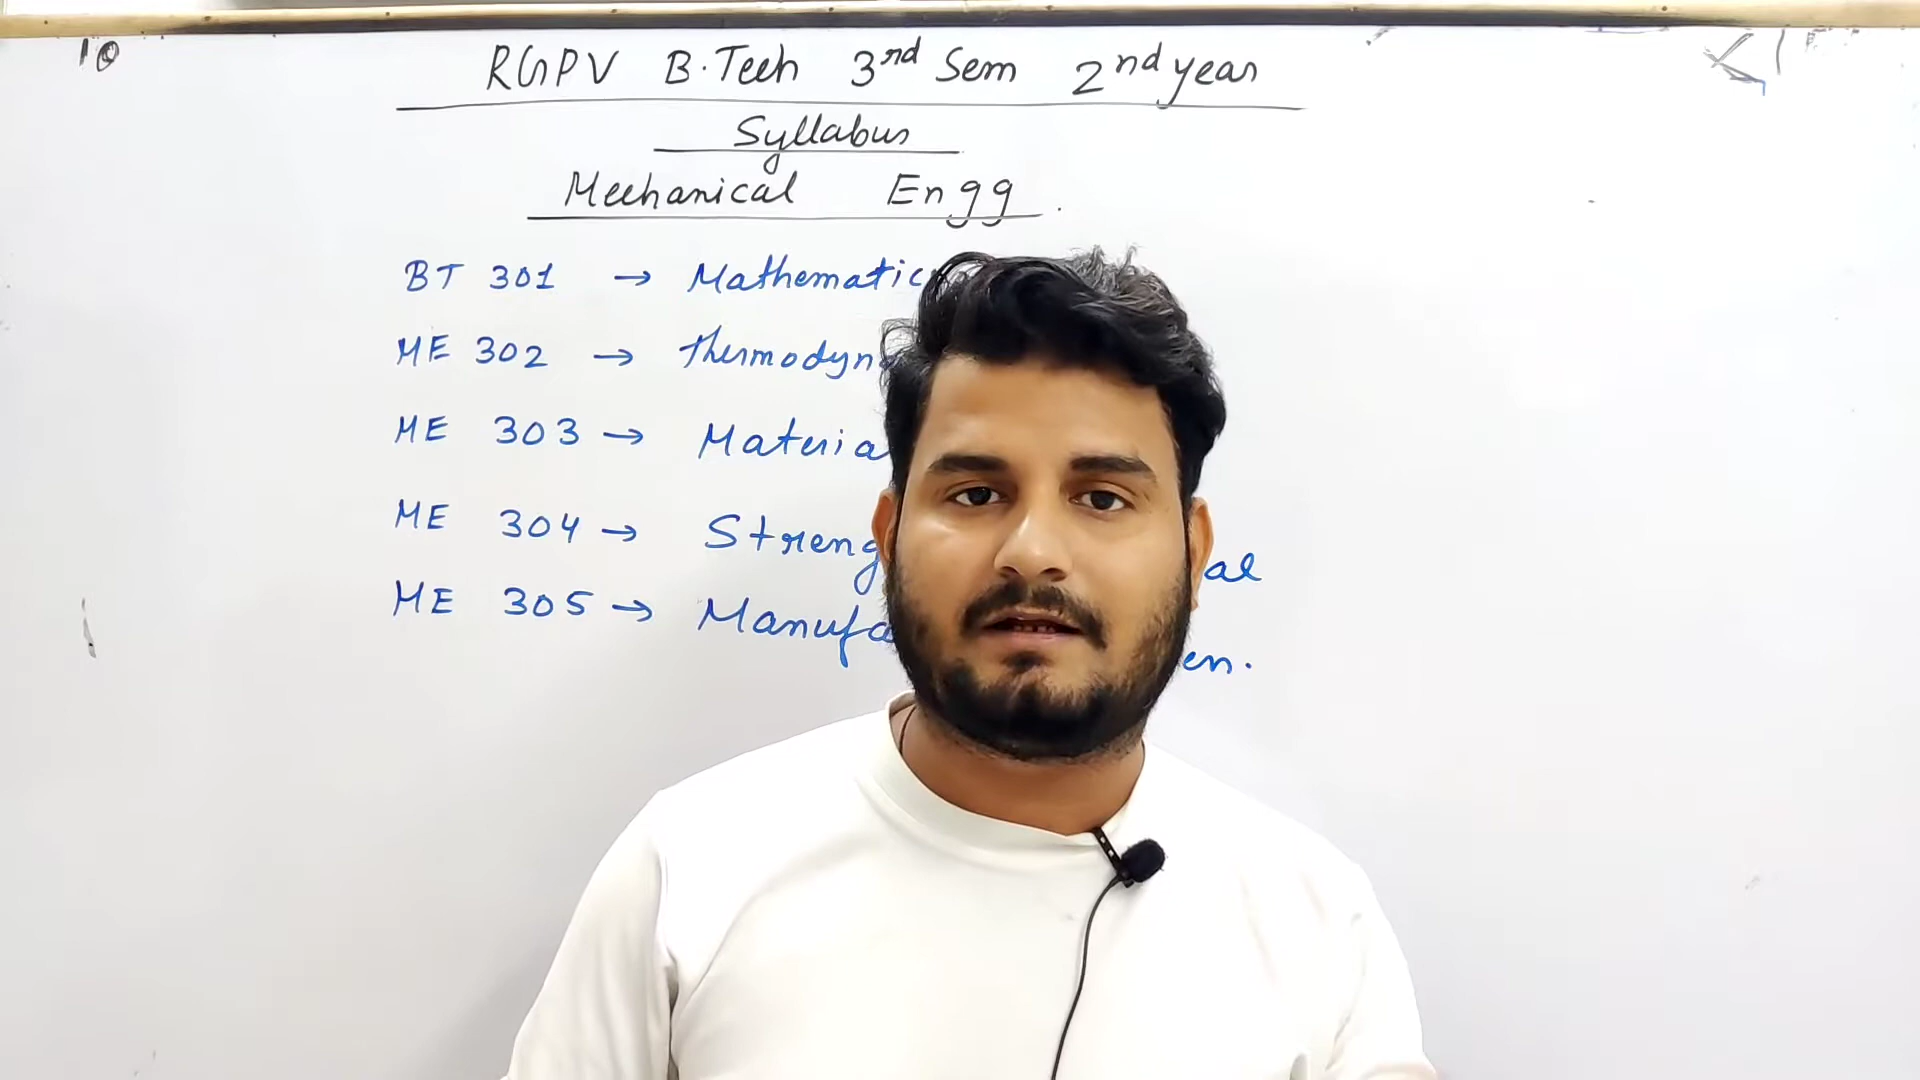 RGPV B.Tech 3rd Sem 2nd year
Syllabus
Mechanical Engg.
BT 301 → Mathematic
ME 302 → Thermodyn
ME 303 → Materia
ME 304 → Streng al
ME 305 → Manufa en.